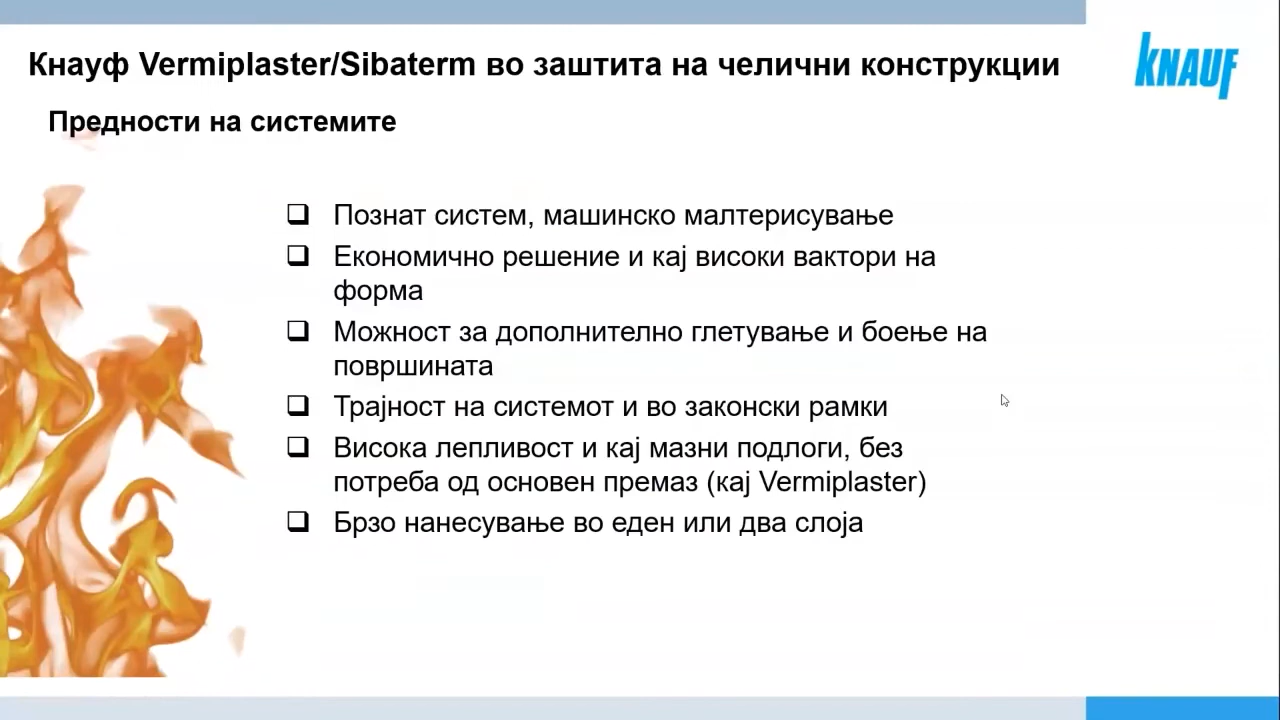 Кнауф Vermiplaster/Sibaterm во заштита на челични конструкции
KNAUF
Предности на системите
Познат систем, машинско малтерисување
Економично решение и кај високи вактори на
форма
Можност за дополнително глетување и боење на
површината
Трајност на системот и во законски рамки
Висока лепливост и кај мазни подлоги, без
потреба од основен премаз (кај Vermiplaster)
Брзо нанесување во еден или два слоја